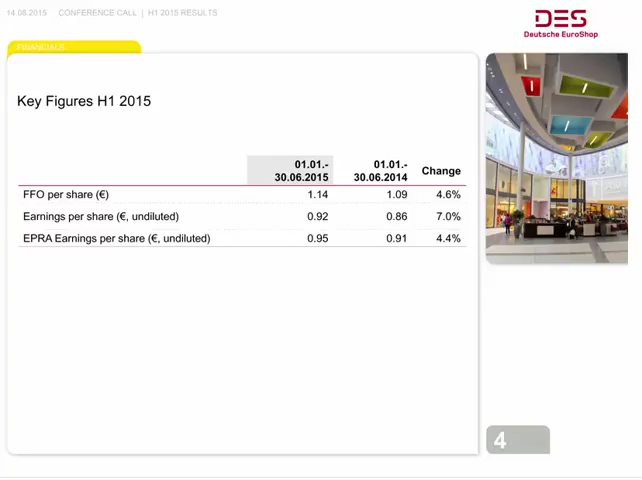 14.08.2015 CONFERENCE CALL | H1 2015 RESULTS
DES
Deutsche EuroShop
FINANCIALS
Key Figures H1 2015
01.01.- 01.01.- Change
30.06.2015 30.06.2014
FFO per share (€) 1.14 1.09 4.6%
Earnings per share (€, undiluted) 0.92 0.86 7.0%
EPRA Earnings per share (€, undiluted) 0.95 0.91 4.4%
4